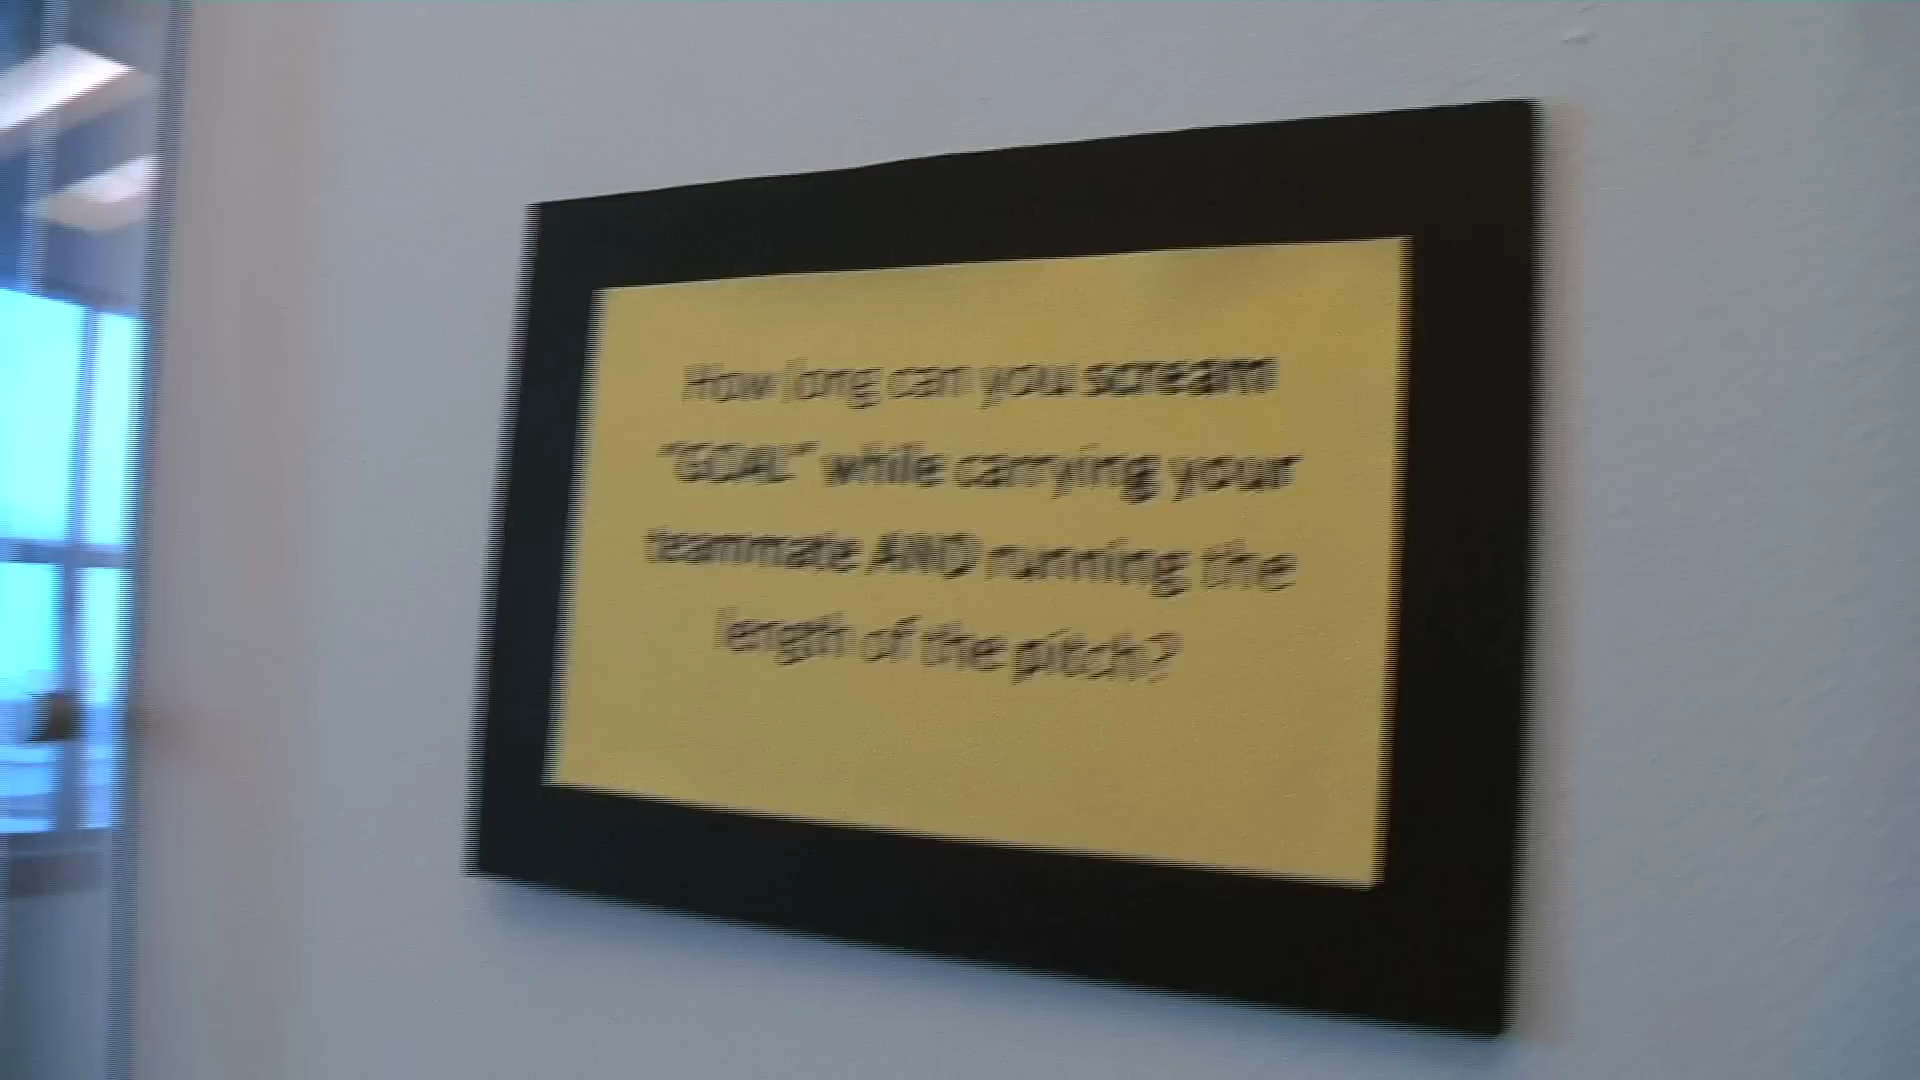 How long can you scream
"GOAL" while carrying your
teammate AND running the
length of the pitch?